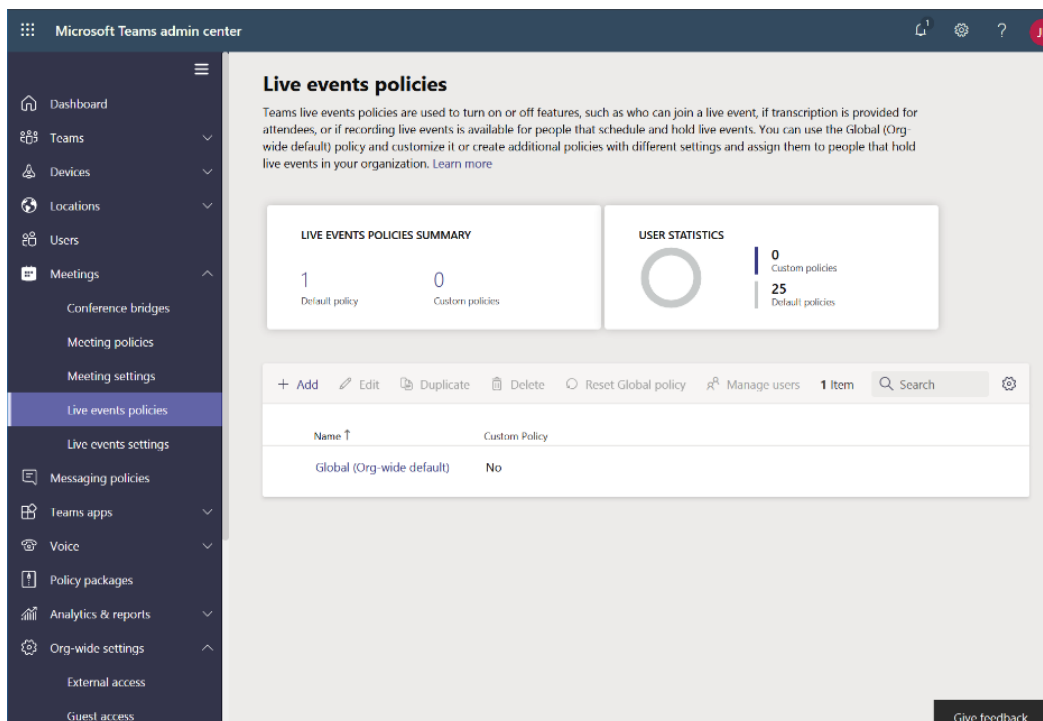 Microsoft Teams admin center
1
?
J
Dashboard
Teams
Devices
Locations
Users
Meetings
Conference bridges
Meeting policies
Meeting settings
Live events policies
Live events settings
Messaging policies
Teams apps
Voice
Policy packages
Analytics & reports
Org-wide settings
External access
Guest access
Live events policies
Teams live events policies are used to turn on or off features, such as who can join a live event, if transcription is provided for
attendees, or if recording live events is available for people that schedule and hold live events. You can use the Global (Org-
wide default) policy and customize it or create additional policies with different settings and assign them to people that hold
live events in your organization. Learn more
LIVE EVENTS POLICIES SUMMARY
1
Default policy
0
Custom policies
USER STATISTICS
0
Custom policies
25
Default policies
+ Add Edit Duplicate Delete Reset Global policy Manage users 1 Item Search
Name ↑ Custom Policy
Global (Org-wide default) No
Give feedback